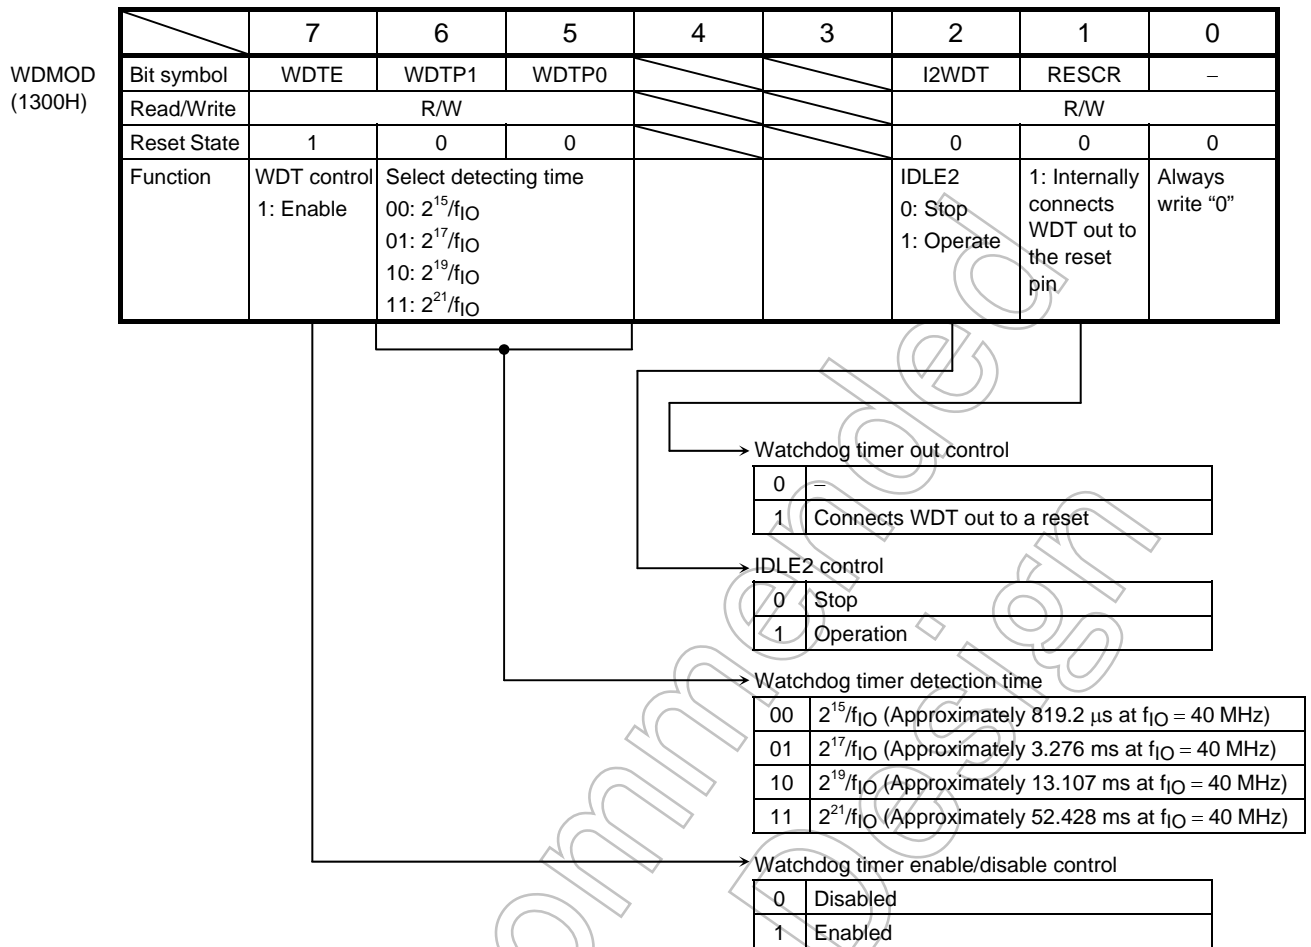 7 6 5 4 3 2 1 0
WDMOD (1300H)
Bit symbol WDTE WDTP1 WDTP0 I2WDT RESCR −
Read/Write R/W R/W
Reset State 1 0 0 0 0 0
Function
WDT control
1: Enable
Select detecting time
00: 2^15/fIO
01: 2^17/fIO
10: 2^19/fIO
11: 2^21/fIO
IDLE2
0: Stop
1: Operate
1: Internally
connects
WDT out to
the reset
pin
Always
write “0”
Watchdog timer out control
0 −
1 Connects WDT out to a reset
IDLE2 control
0 Stop
1 Operation
Watchdog timer detection time
00 2^15/fIO (Approximately 819.2 μs at fIO = 40 MHz)
01 2^17/fIO (Approximately 3.276 ms at fIO = 40 MHz)
10 2^19/fIO (Approximately 13.107 ms at fIO = 40 MHz)
11 2^21/fIO (Approximately 52.428 ms at fIO = 40 MHz)
Watchdog timer enable/disable control
0 Disabled
1 Enabled
ommended
Design